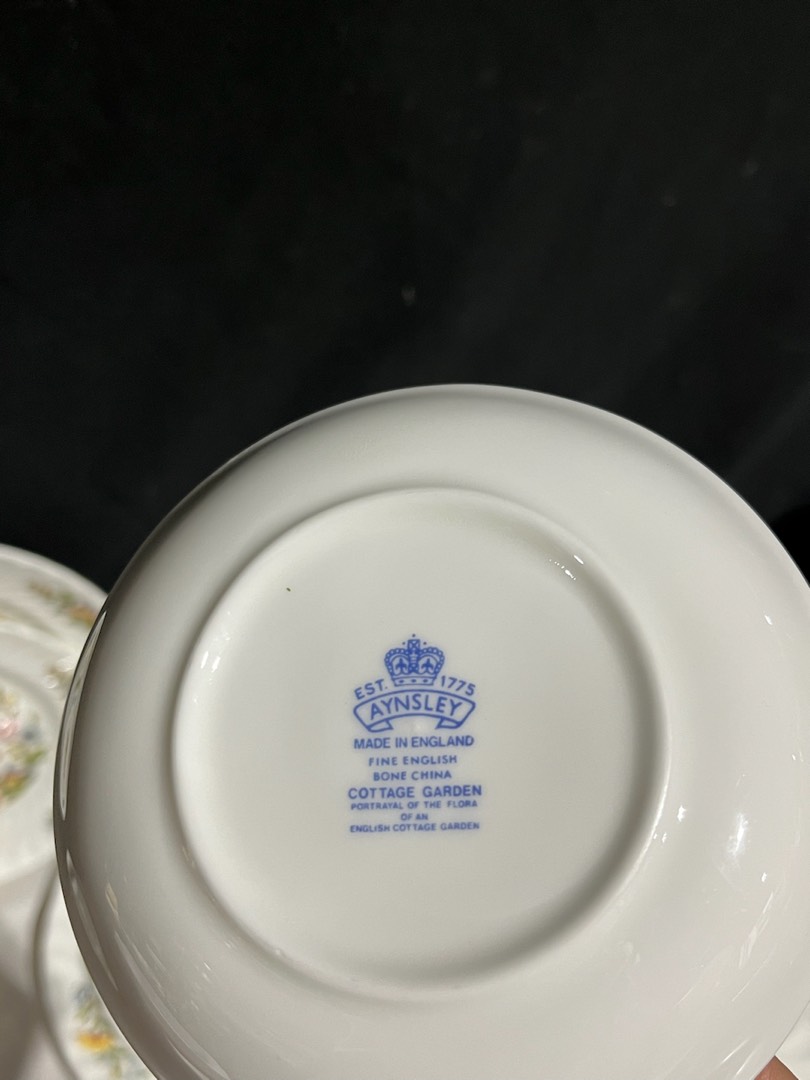 EST. 1775
AYNSLEY
MADE IN ENGLAND
FINE ENGLISH
BONE CHINA
COTTAGE GARDEN
PORTRAYAL OF THE FLORA
OF AN
ENGLISH COTTAGE GARDEN